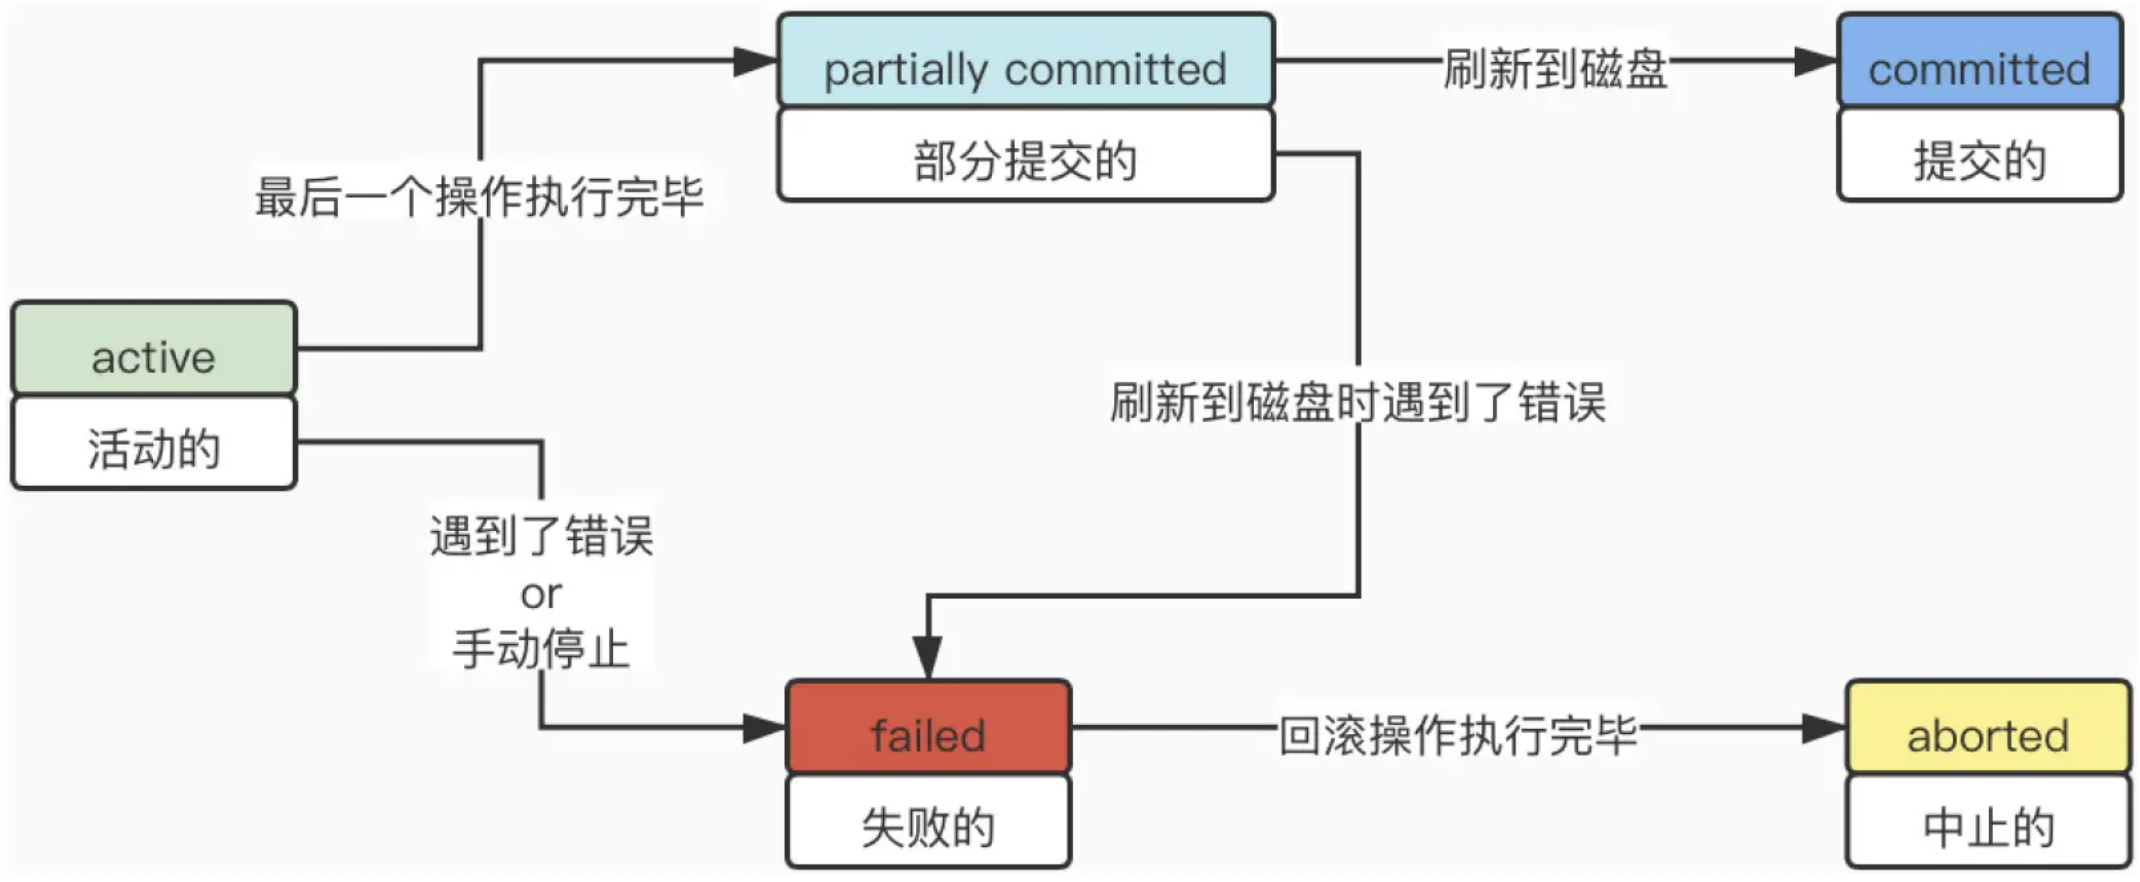 partially committed
刷新到磁盘
committed
部分提交的
提交的
最后一个操作执行完毕
active
活动的
刷新到磁盘时遇到了错误
遇到了错误
or
手动停止
failed
回滚操作执行完毕
aborted
失败的
中止的